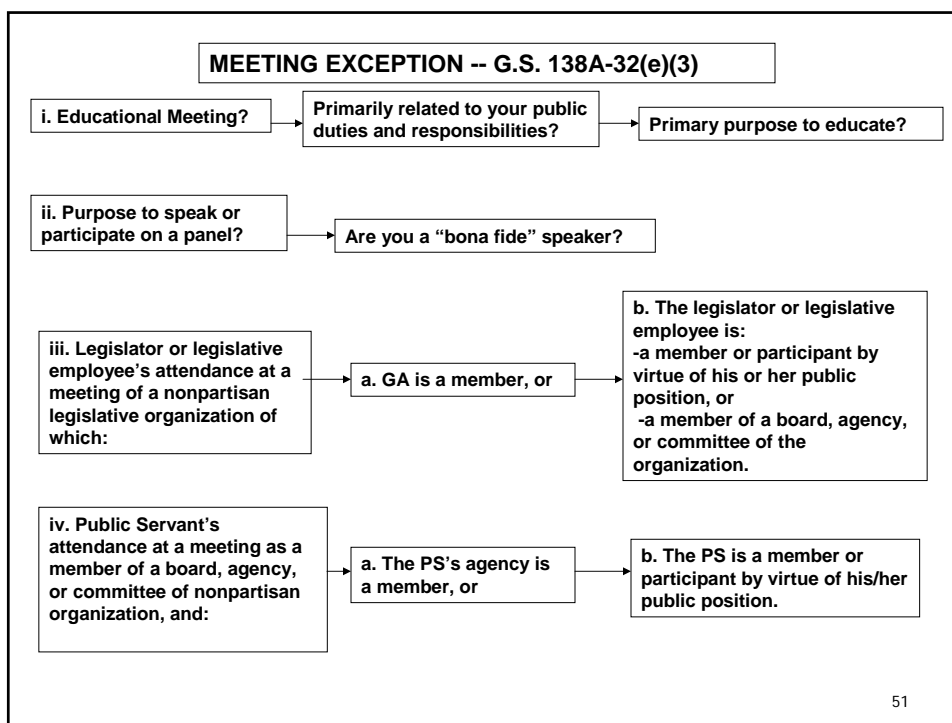 MEETING EXCEPTION -- G.S. 138A-32(e)(3)
i. Educational Meeting?
Primarily related to your public
duties and responsibilities?
Primary purpose to educate?
ii. Purpose to speak or
participate on a panel?
Are you a “bona fide” speaker?
iii. Legislator or legislative
employee’s attendance at a
meeting of a nonpartisan
legislative organization of
which:
a. GA is a member, or
b. The legislator or legislative
employee is:
-a member or participant by
virtue of his or her public
position, or
-a member of a board, agency,
or committee of the
organization.
iv. Public Servant’s
attendance at a meeting as a
member of a board, agency,
or committee of nonpartisan
organization, and:
a. The PS’s agency is
a member, or
b. The PS is a member or
participant by virtue of his/her
public position.
51